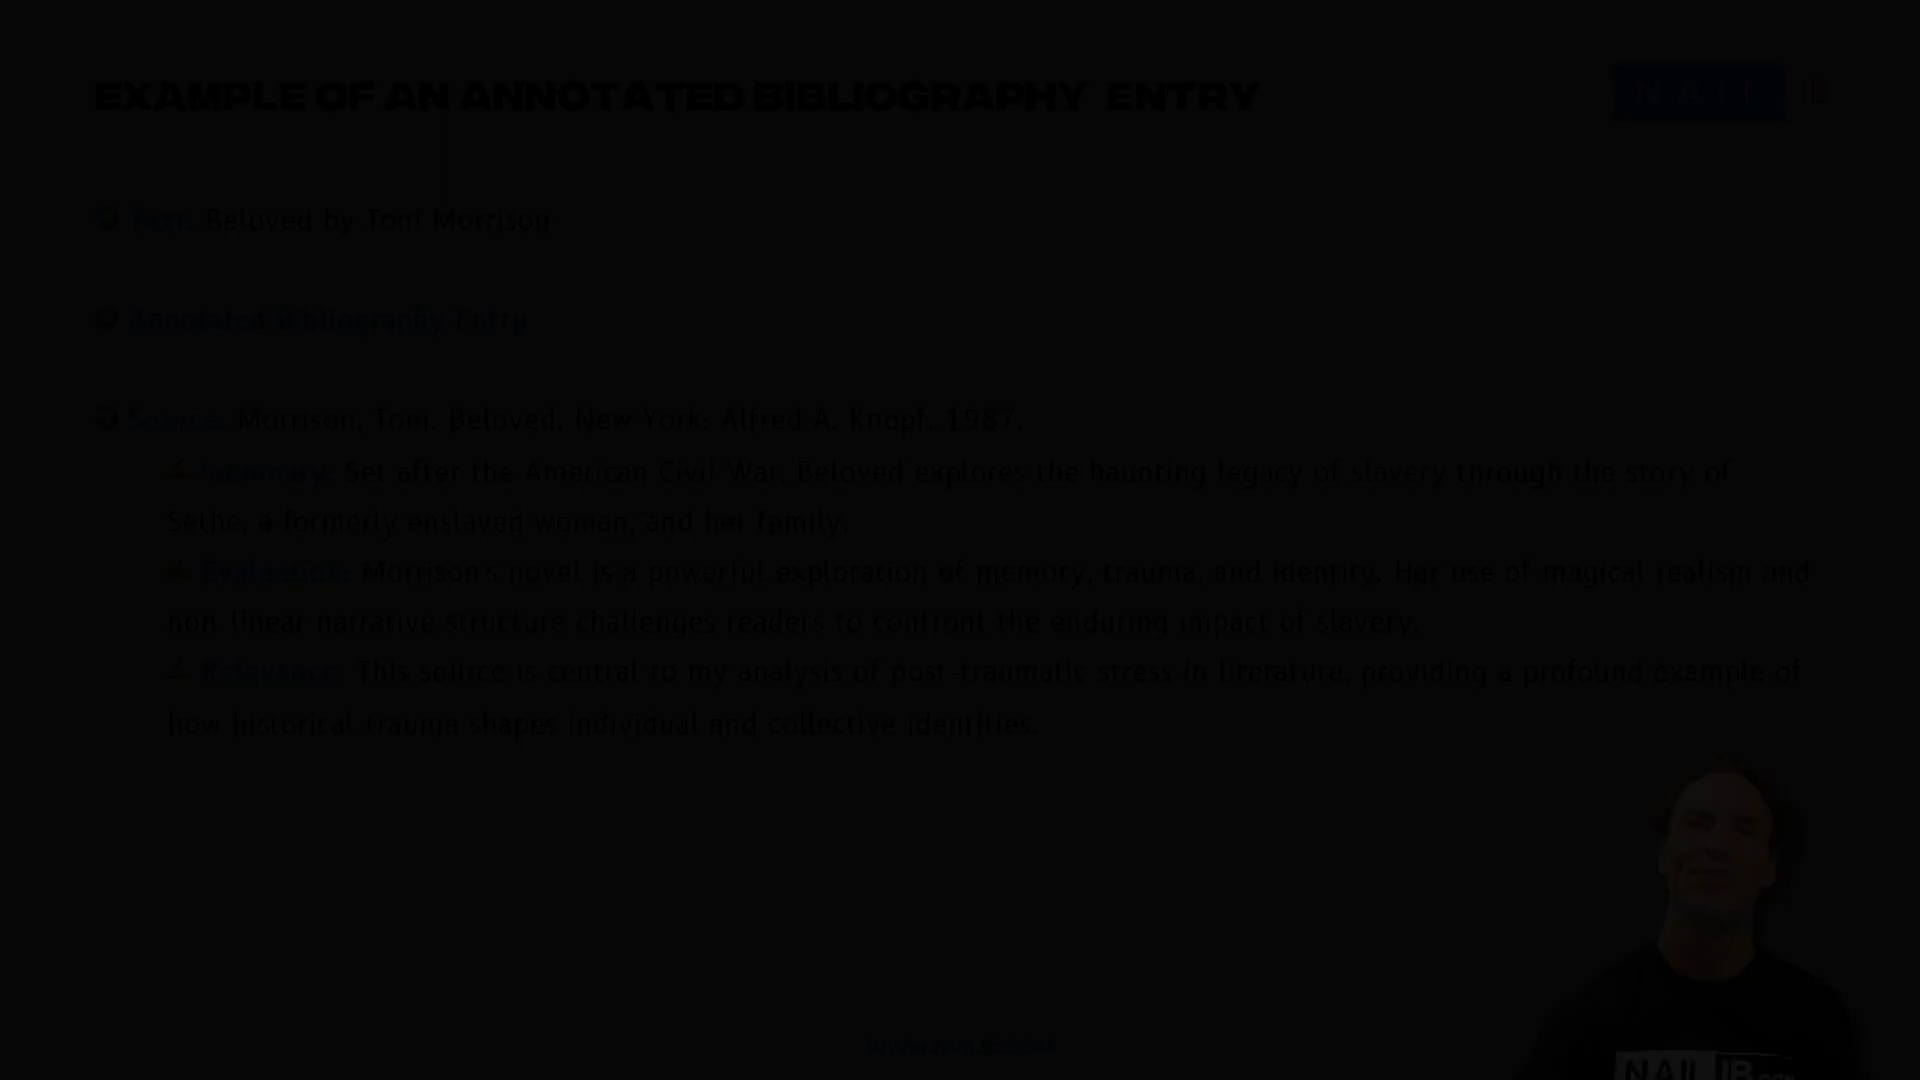 EXAMPLE OF AN ANNOTATED BIBLIOGRAPHY ENTRY
NAIL IB
Text: Beloved by Toni Morrison
Annotated Bibliography Entry
Source: Morrison, Toni. Beloved. New York: Alfred A. Knopf, 1987.
Summary: Set after the American Civil War, Beloved explores the haunting legacy of slavery through the story of
Sethe, a formerly enslaved woman, and her family.
Evaluation: Morrison's novel is a powerful exploration of memory, trauma, and identity. Her use of magical realism and
non-linear narrative structure challenges readers to confront the enduring impact of slavery.
Relevance: This source is central to my analysis of post-traumatic stress in literature, providing a profound example of
how historical trauma shapes individual and collective identities.
NAIL IB.com